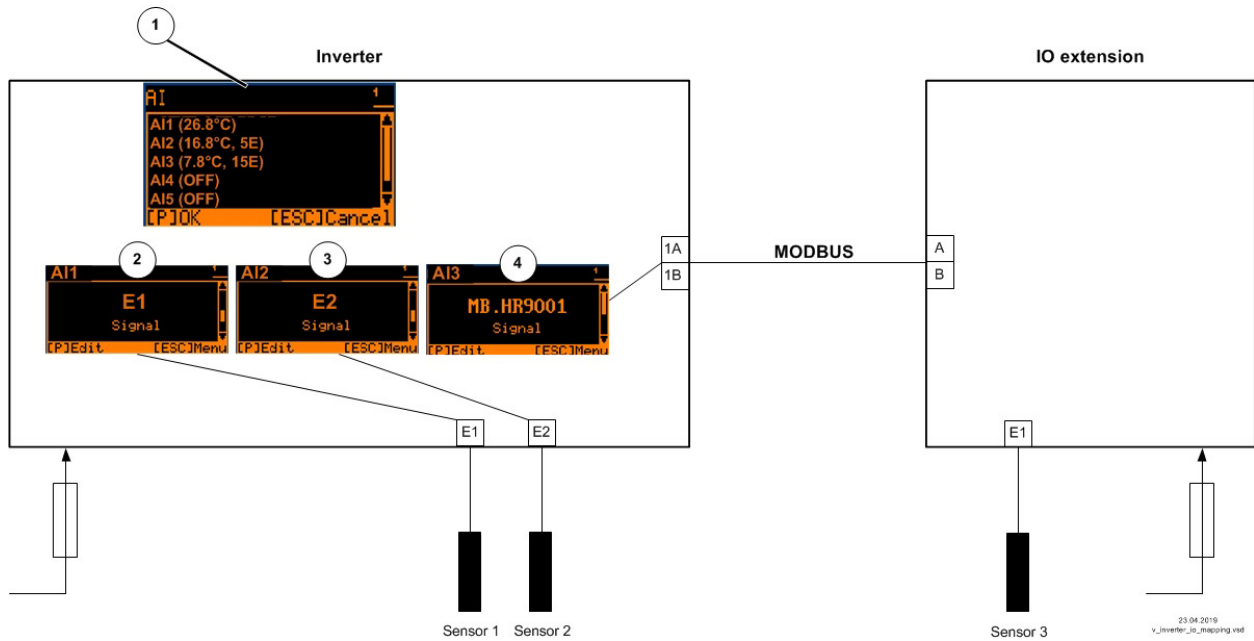 1
Inverter
IO extension
AI 1
AI1 (26.8°C)
AI2 (16.8°C, 5E)
AI3 (7.8°C, 15E)
AI4 (OFF)
AI5 (OFF)
[P]OK [ESC]Cancel
2
3
4
AI1 1
E1
Signal
[P]Edit [ESC]Menu
AI2 1
E2
Signal
[P]Edit [ESC]Menu
AI3 1
MB.HR9001
Signal
[P]Edit [ESC]Menu
1A
1B
MODBUS
A
B
E1
E2
E1
Sensor 1
Sensor 2
Sensor 3
23.04.2019
v_inverter_io_mapping.vsd